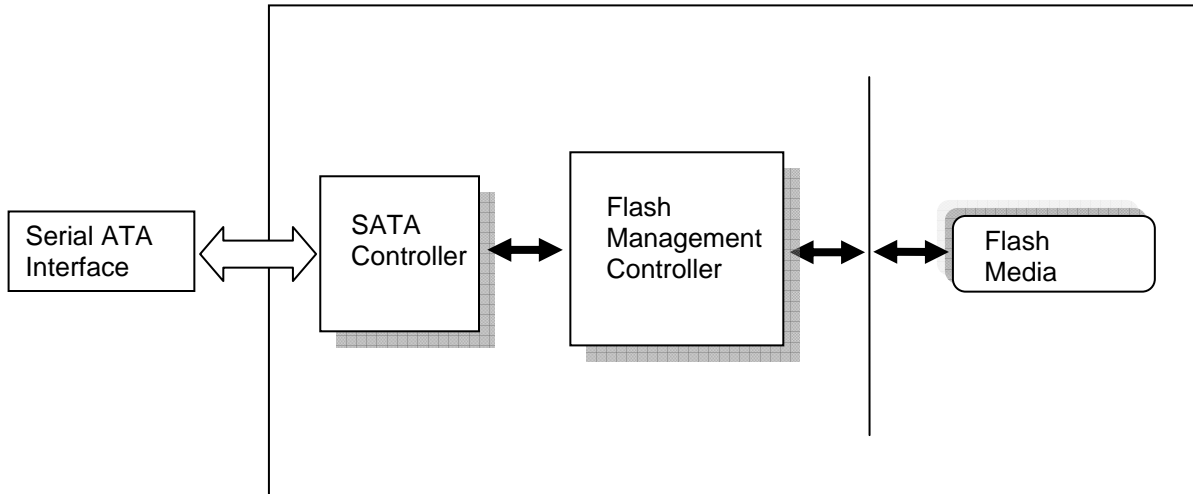 Serial ATA
Interface
SATA
Controller
Flash
Management
Controller
Flash
Media